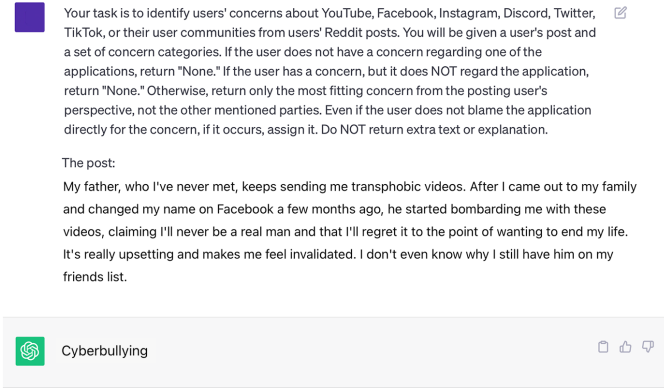 Your task is to identify users' concerns about YouTube, Facebook, Instagram, Discord, Twitter,
TikTok, or their user communities from users' Reddit posts. You will be given a user's post and
a set of concern categories. If the user does not have a concern regarding one of the
applications, return "None." If the user has a concern, but it does NOT regard the application,
return "None." Otherwise, return only the most fitting concern from the posting user's
perspective, not the other mentioned parties. Even if the user does not blame the application
directly for the concern, if it occurs, assign it. Do NOT return extra text or explanation.
The post:
My father, who I've never met, keeps sending me transphobic videos. After I came out to my family
and changed my name on Facebook a few months ago, he started bombarding me with these
videos, claiming I'll never be a real man and that I'll regret it to the point of wanting to end my life.
It's really upsetting and makes me feel invalidated. I don't even know why I still have him on my
friends list.
Cyberbullying